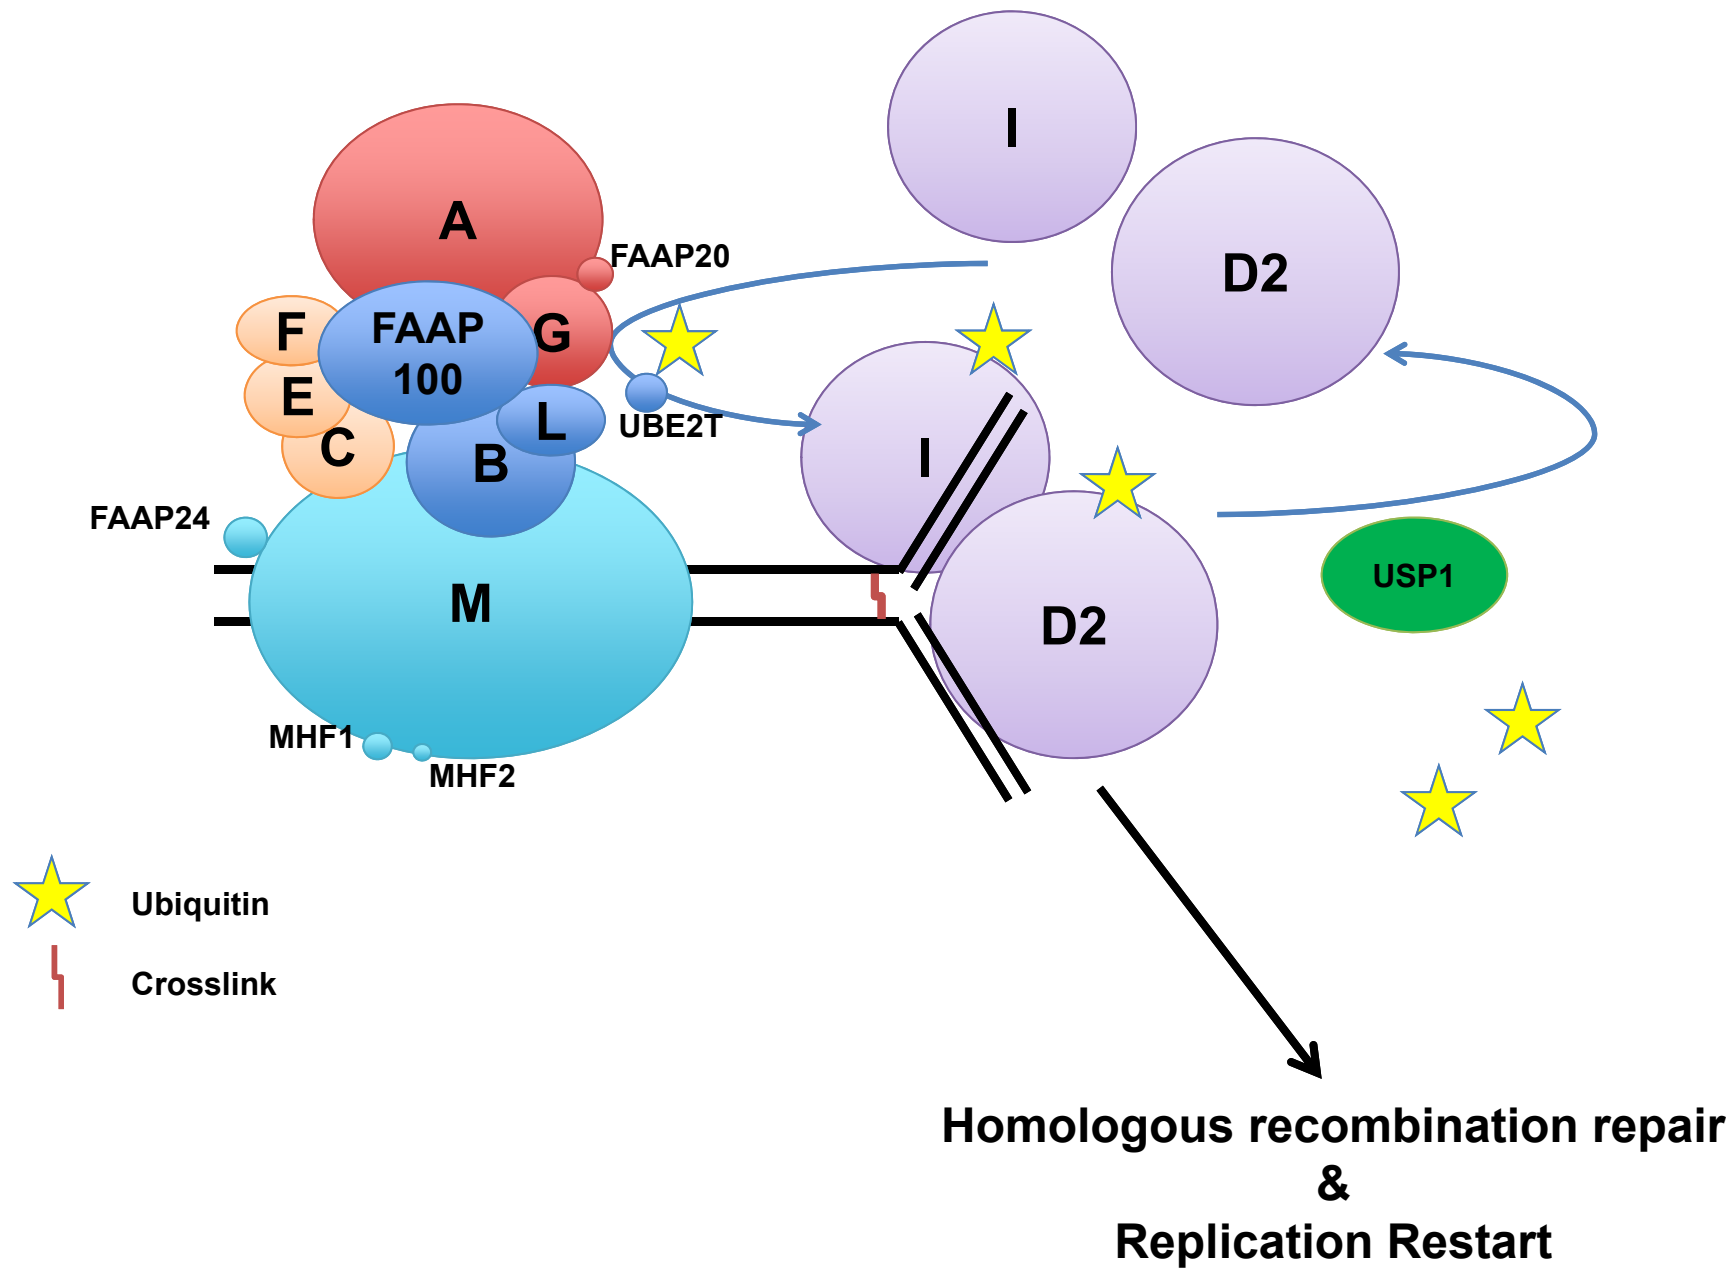 I
A
D2
FAAP20
F
FAAP
100
G
E
L
UBE2T
C
B
I
FAAP24
USP1
M
D2
MHF1
MHF2
Ubiquitin
Crosslink
Homologous recombination repair
&
Replication Restart